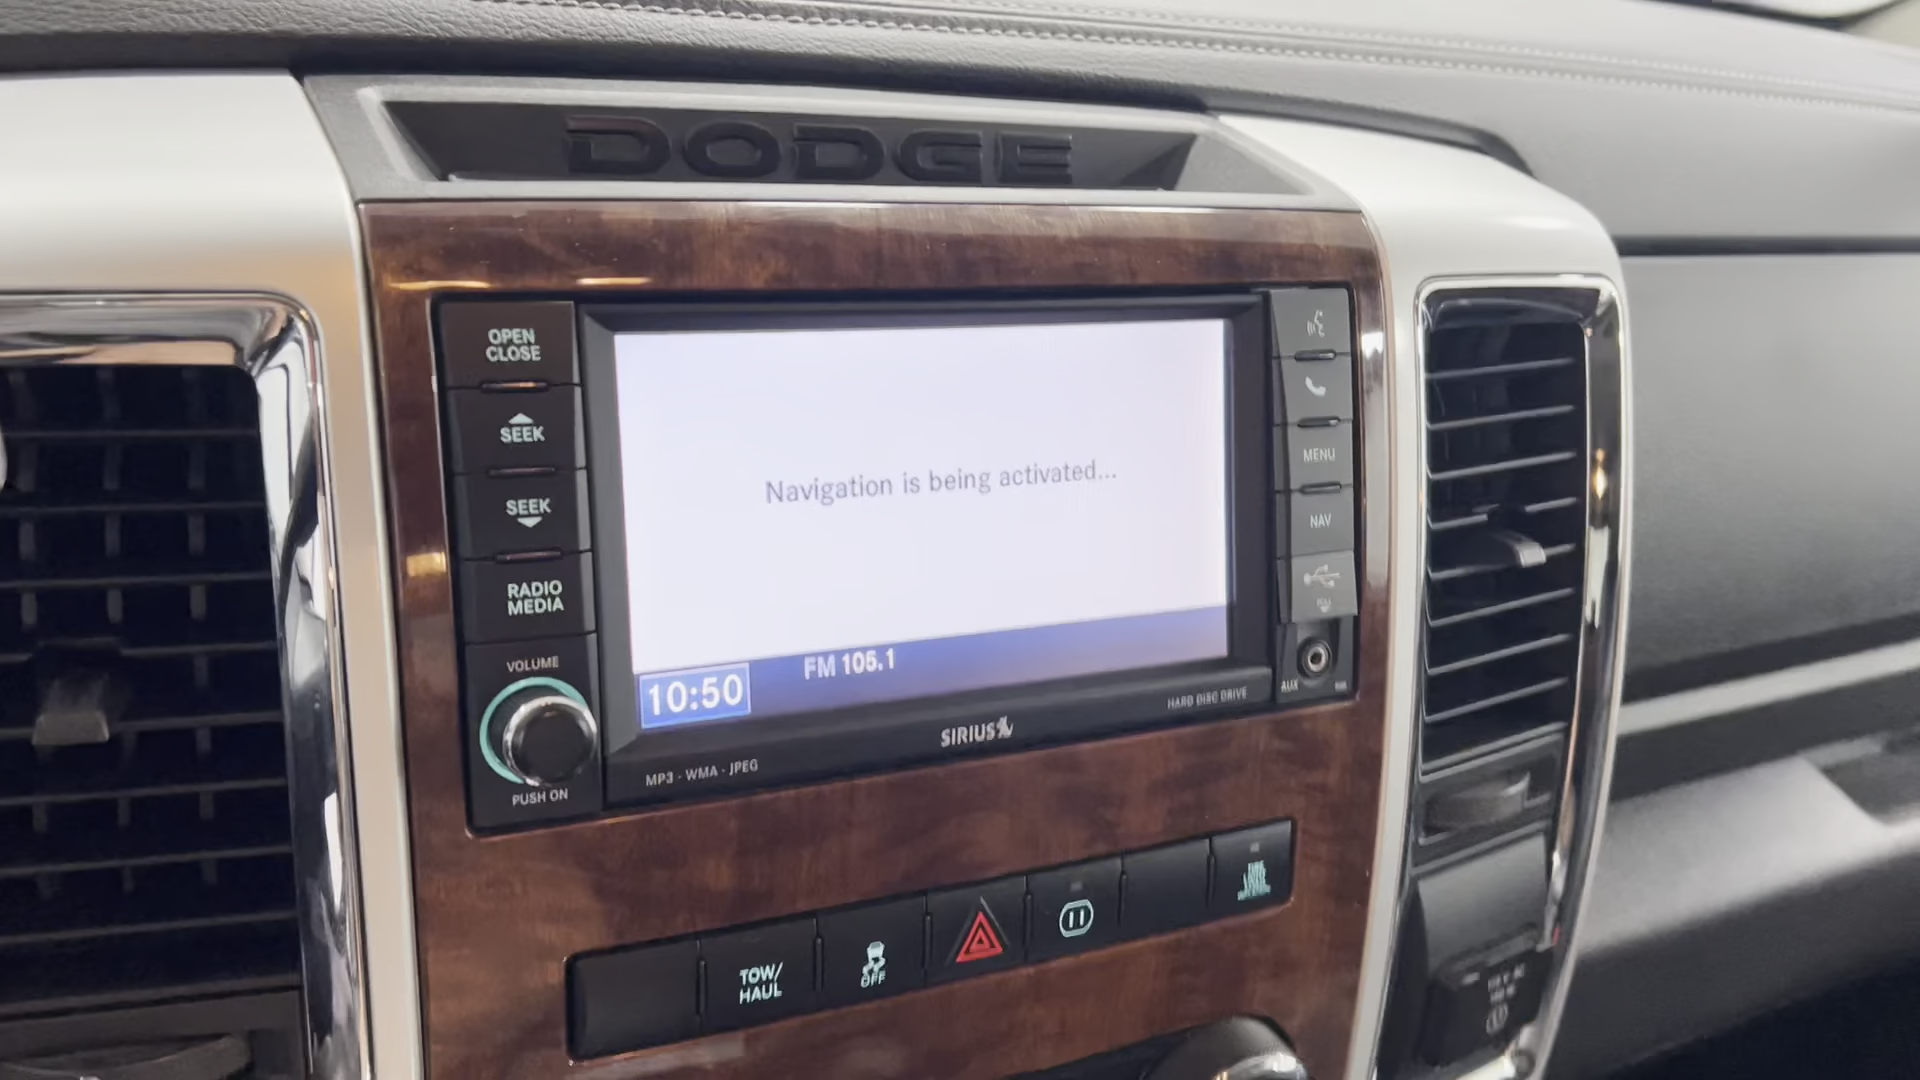 DODGE
OPEN
CLOSE
SEEK
SEEK
RADIO
MEDIA
VOLUME
PUSH ON
Navigation is being activated...
10:50
FM 105.1
MENU
NAV
AUX
SIRIUS
HARD DISC DRIVE
MP3 - WMA - JPEG
TOW/
HAUL
OFF